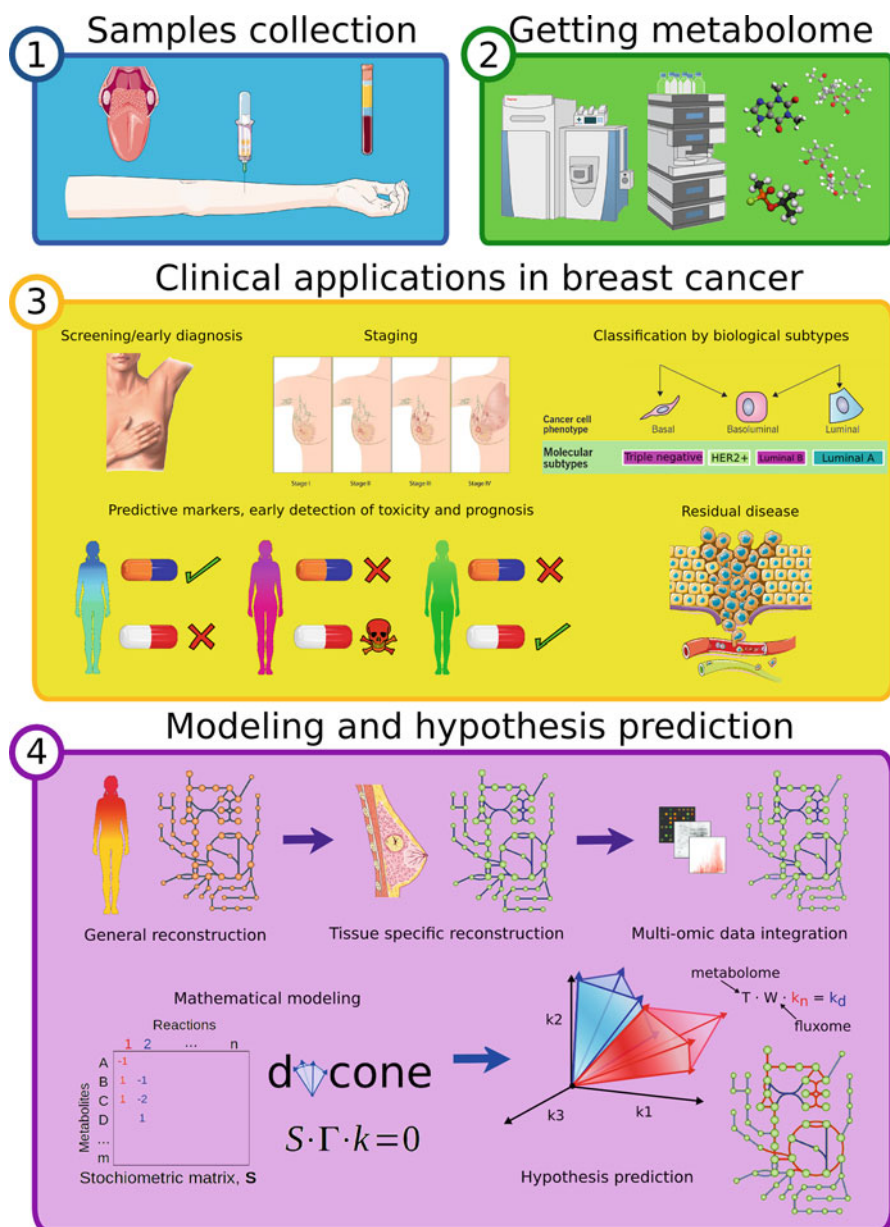 1
Samples collection
2
Getting metabolome
3
Clinical applications in breast cancer
Screening/early diagnosis
Staging
Stage I
Stage II
Stage III
Stage IV
Classification by biological subtypes
Cancer cell
phenotype
Basal
Basoluminal
Luminal
Molecular
subtypes
Triple negative
HER2+
Luminal B
Luminal A
Predictive markers, early detection of toxicity and prognosis
Residual disease
4
Modeling and hypothesis prediction
General reconstruction
Tissue specific reconstruction
Multi-omic data integration
Mathematical modeling
Reactions
1 2 ... n
Metabolites
A -1
B 1 -1
C 1 -2
D 1
...
m
Stochiometric matrix, S
d cone
S·Γ·k=0
k2
k3
k1
metabolome
T · W · kn = kd
fluxome
Hypothesis prediction